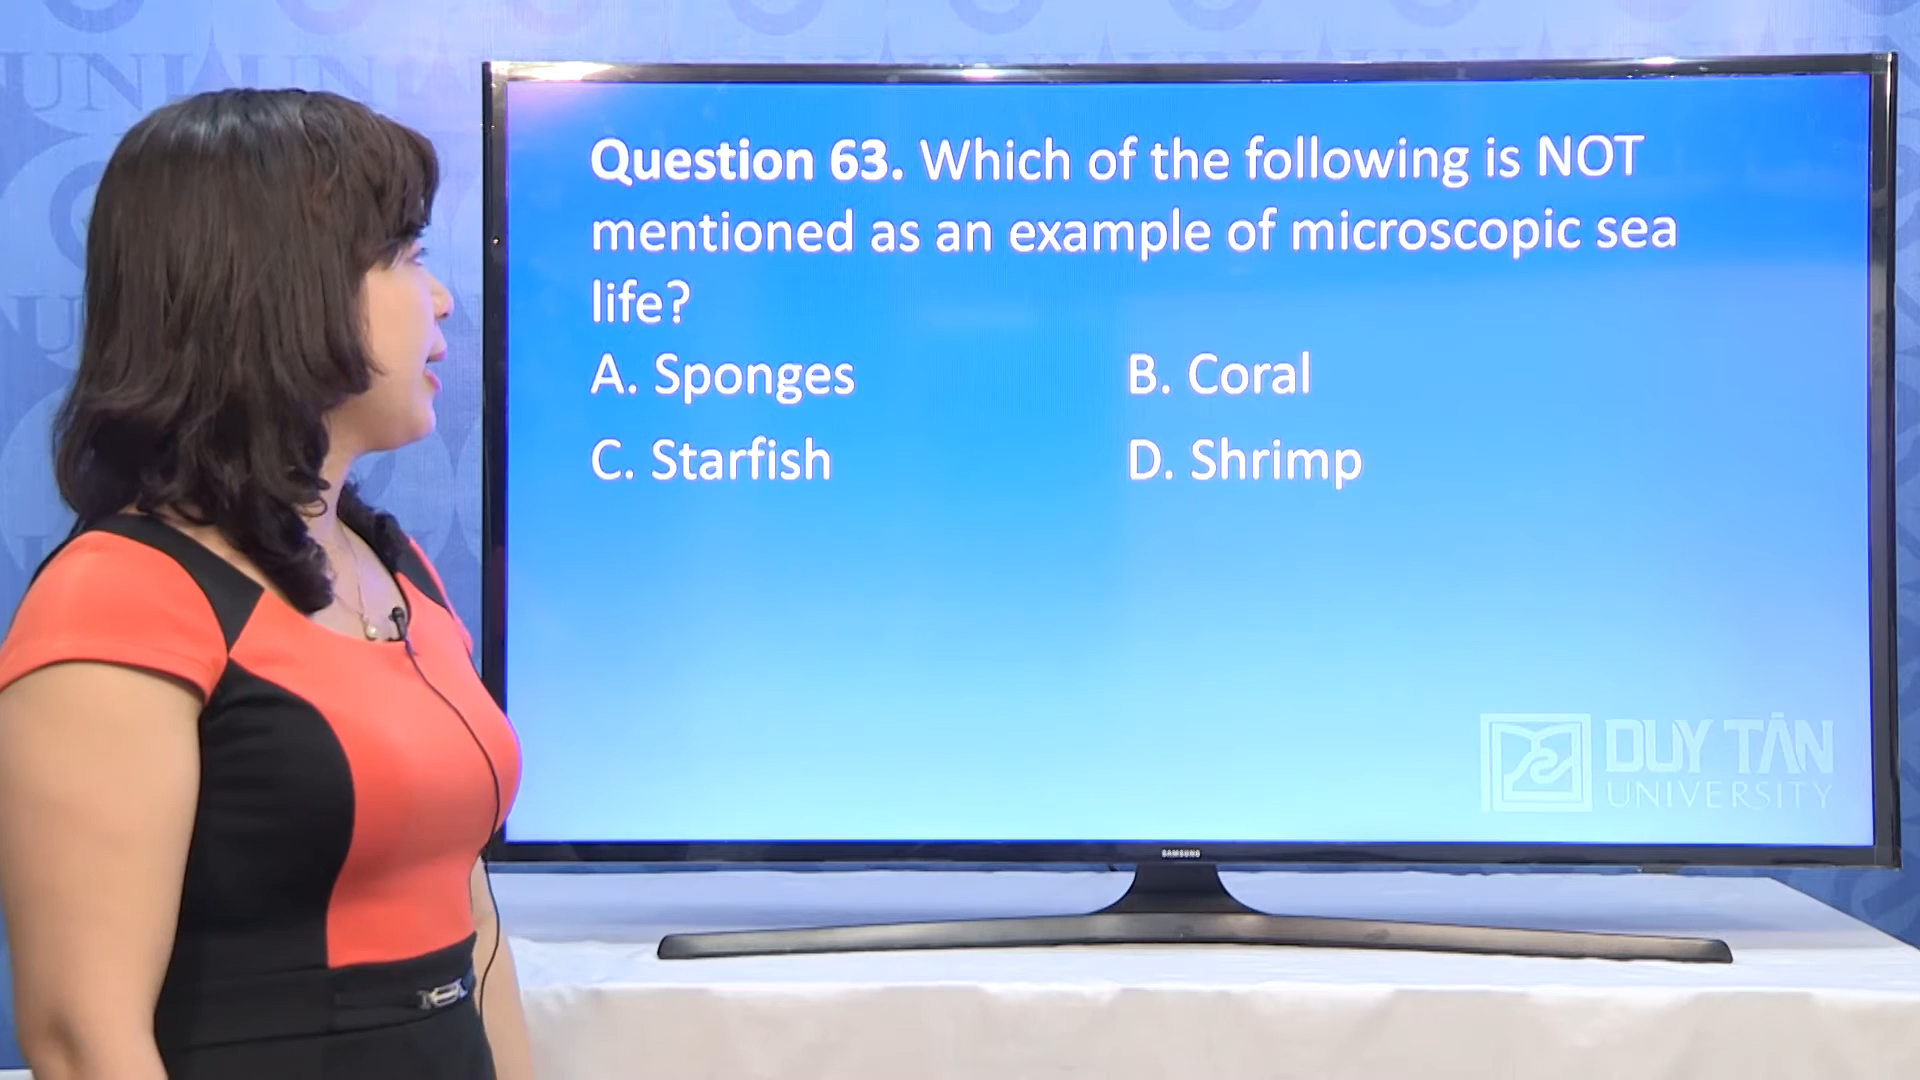 Question 63. Which of the following is NOT
mentioned as an example of microscopic sea
life?
A. Sponges B. Coral
C. Starfish D. Shrimp
DUY TÂN
UNIVERSITY
SAMSUNG